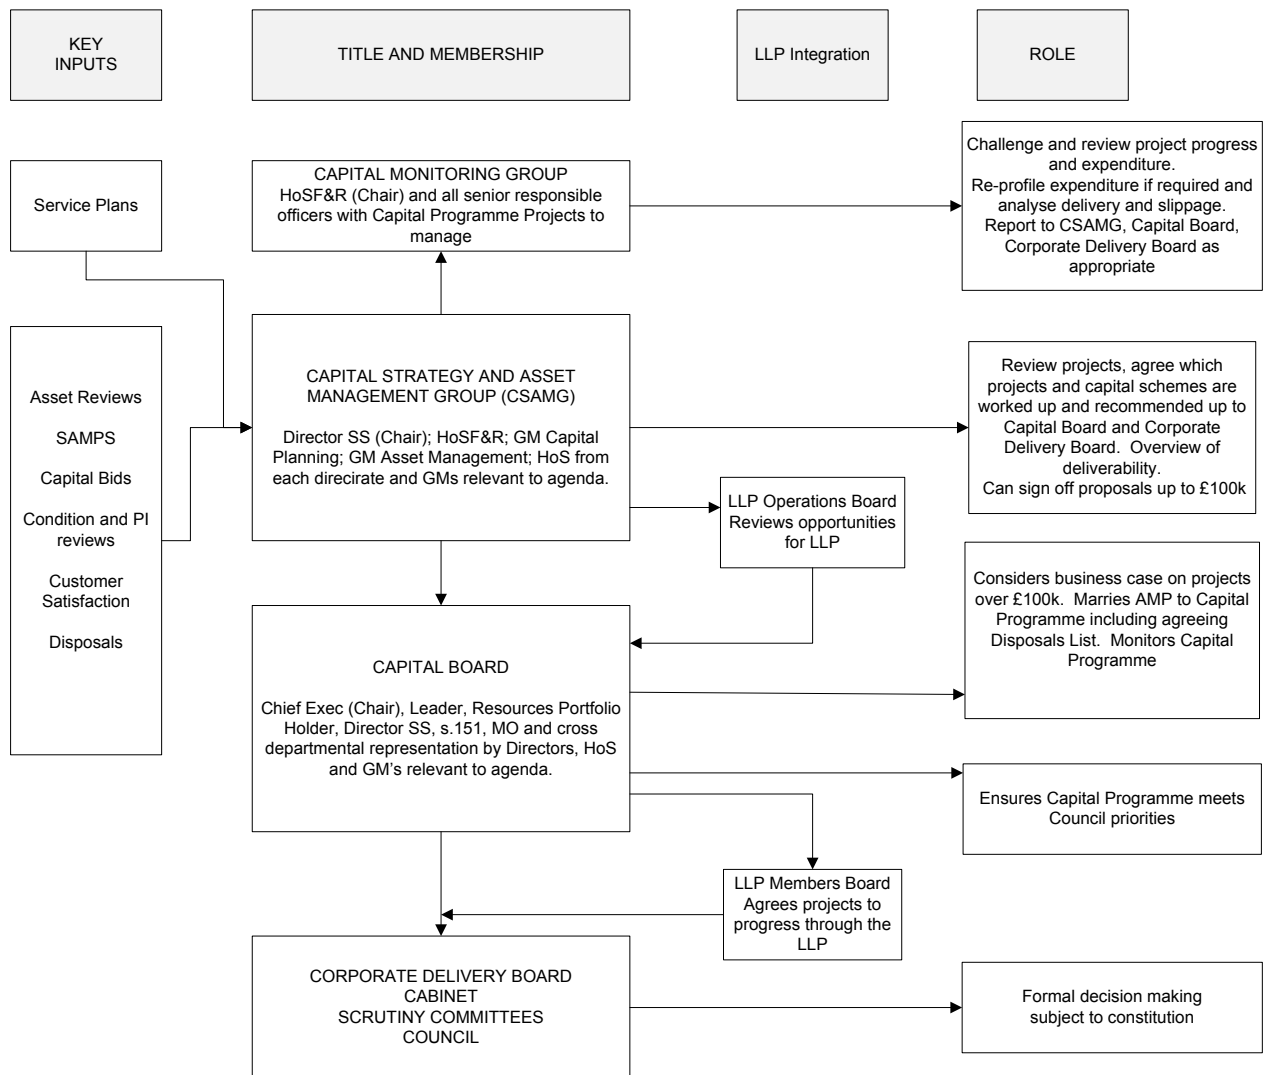 KEY
INPUTS
TITLE AND MEMBERSHIP
LLP Integration
ROLE
Service Plans
CAPITAL MONITORING GROUP
HoSF&R (Chair) and all senior responsible
officers with Capital Programme Projects to
manage
Challenge and review project progress
and expenditure.
Re-profile expenditure if required and
analyse delivery and slippage.
Report to CSAMG, Capital Board,
Corporate Delivery Board as
appropriate
Asset Reviews
SAMPS
Capital Bids
Condition and PI
reviews
Customer
Satisfaction
Disposals
CAPITAL STRATEGY AND ASSET
MANAGEMENT GROUP (CSAMG)
Director SS (Chair); HoSF&R; GM Capital
Planning; GM Asset Management; HoS from
each direcirate and GMs relevant to agenda.
Review projects, agree which
projects and capital schemes are
worked up and recommended up to
Capital Board and Corporate
Delivery Board. Overview of
deliverability.
Can sign off proposals up to £100k
LLP Operations Board
Reviews opportunities
for LLP
CAPITAL BOARD
Chief Exec (Chair), Leader, Resources Portfolio
Holder, Director SS, s.151, MO and cross
departmental representation by Directors, HoS
and GM's relevant to agenda.
Considers business case on projects
over £100k. Marries AMP to Capital
Programme including agreeing
Disposals List. Monitors Capital
Programme
Ensures Capital Programme meets
Council priorities
LLP Members Board
Agrees projects to
progress through the
LLP
CORPORATE DELIVERY BOARD
CABINET
SCRUTINY COMMITTEES
COUNCIL
Formal decision making
subject to constitution